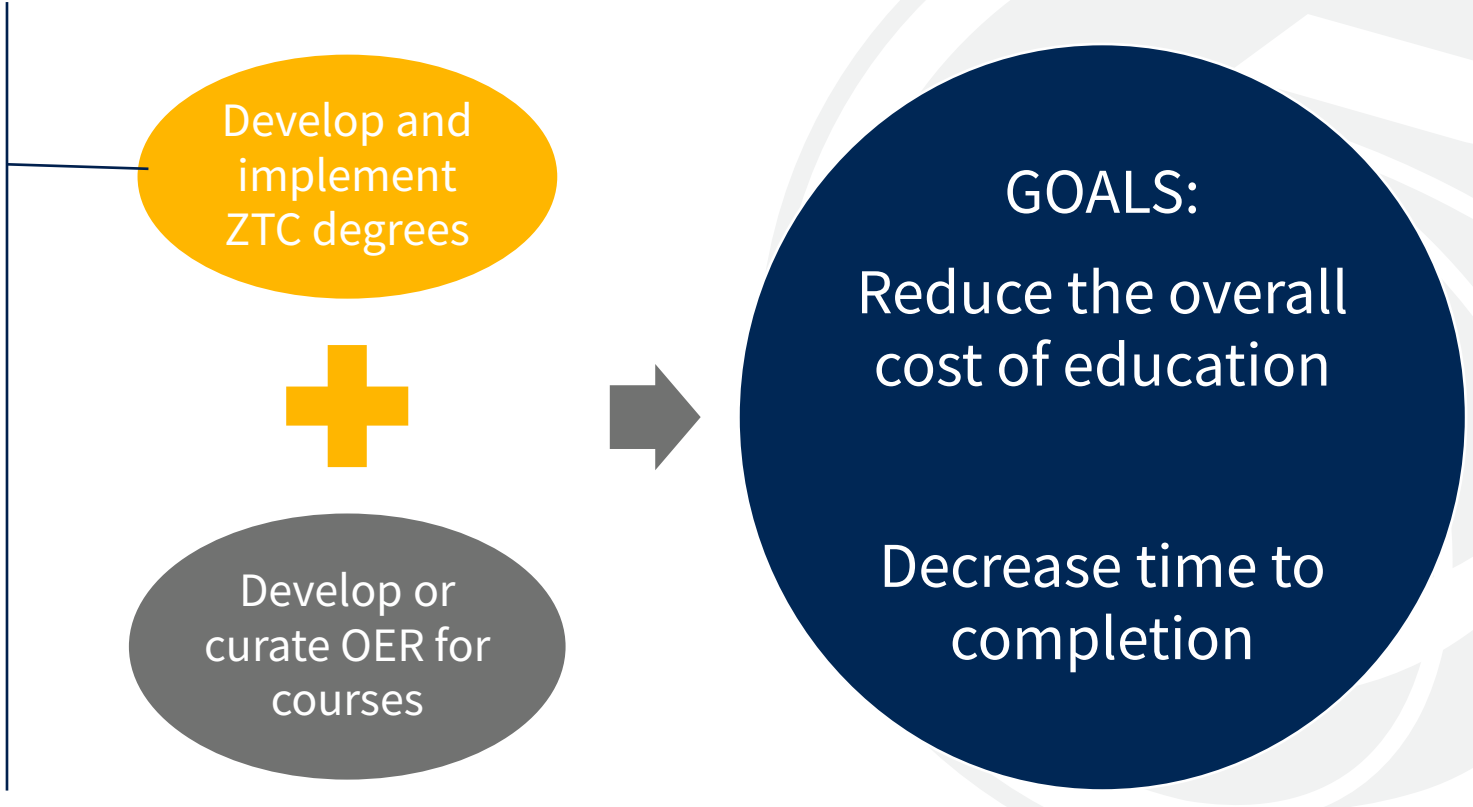 Develop and
implement
ZTC degrees
Develop or
curate OER for
courses
GOALS:
Reduce the overall
cost of education
Decrease time to
completion